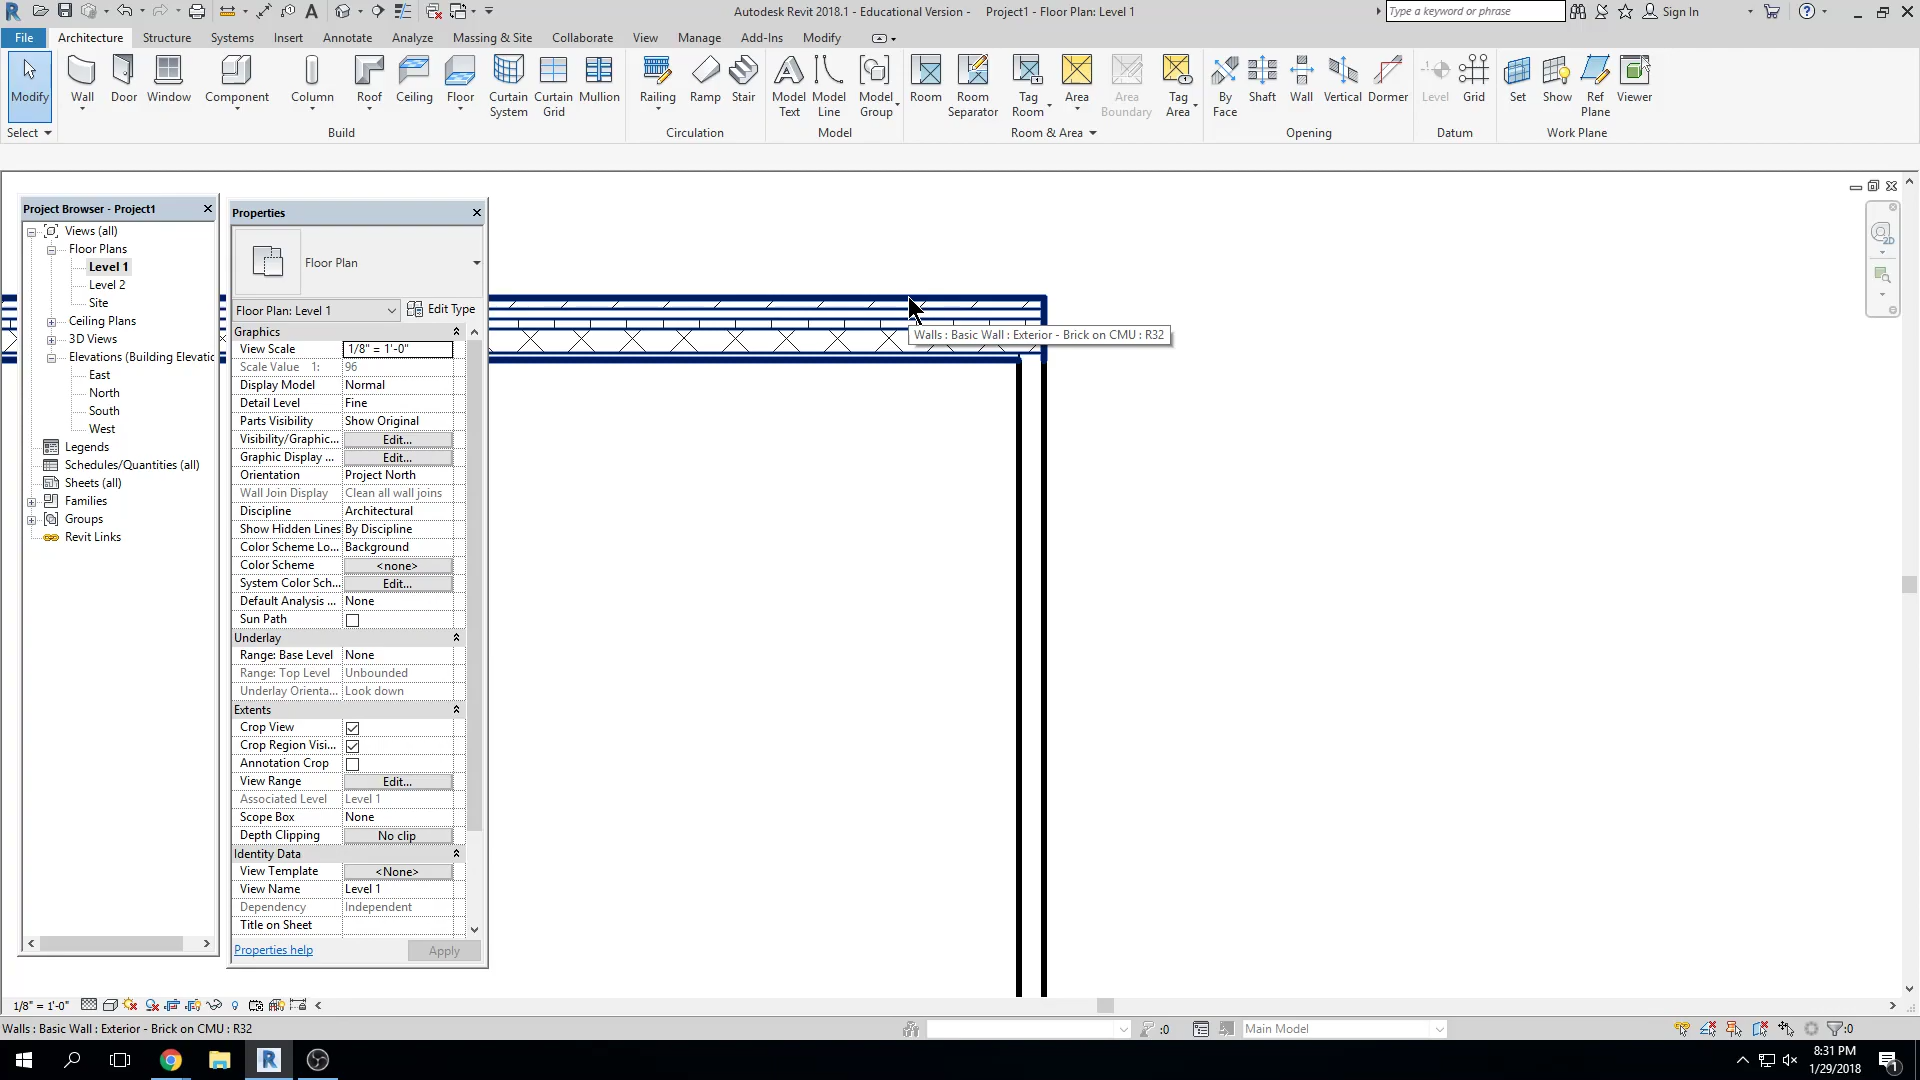 Autodesk Revit 2018.1 - Educational Version - Project1 - Floor Plan: Level 1
Type a keyword or phrase
Sign In
File Architecture Structure Systems Insert Annotate Analyze Massing & Site Collaborate View Manage Add-Ins Modify
Modify
Wall
Door
Window
Component
Column
Roof
Ceiling
Floor
Curtain System
Curtain Grid
Mullion
Railing
Ramp
Stair
Model Text
Model Line
Model Group
Room
Room Separator
Tag Room
Area
Area Boundary
Tag Area
By Face
Shaft
Wall
Vertical
Dormer
Level
Grid
Set
Show
Ref Plane
Viewer
Select
Build
Circulation
Model
Room & Area
Opening
Datum
Work Plane
Project Browser - Project1
Views (all)
Floor Plans
Level 1
Level 2
Site
Ceiling Plans
3D Views
Elevations (Building Elevatio
East
North
South
West
Legends
Schedules/Quantities (all)
Sheets (all)
Families
Groups
Revit Links
Properties
Floor Plan
Floor Plan: Level 1
Edit Type
Graphics
View Scale 1/8" = 1'-0"
Scale Value 1: 96
Display Model Normal
Detail Level Fine
Parts Visibility Show Original
Visibility/Graphic... Edit...
Graphic Display ... Edit...
Orientation Project North
Wall Join Display Clean all wall joins
Discipline Architectural
Show Hidden Lines By Discipline
Color Scheme Lo... Background
Color Scheme <none>
System Color Sch... Edit...
Default Analysis ... None
Sun Path
Underlay
Range: Base Level None
Range: Top Level Unbounded
Underlay Orienta... Look down
Extents
Crop View
Crop Region Visi...
Annotation Crop
View Range Edit...
Associated Level Level 1
Scope Box None
Depth Clipping No clip
Identity Data
View Template <None>
View Name Level 1
Dependency Independent
Title on Sheet
Properties help
Apply
Walls : Basic Wall : Exterior - Brick on CMU : R32
2D
1/8" = 1'-0"
Walls : Basic Wall : Exterior - Brick on CMU : R32
:0
Main Model
:0
8:31 PM
1/29/2018
1